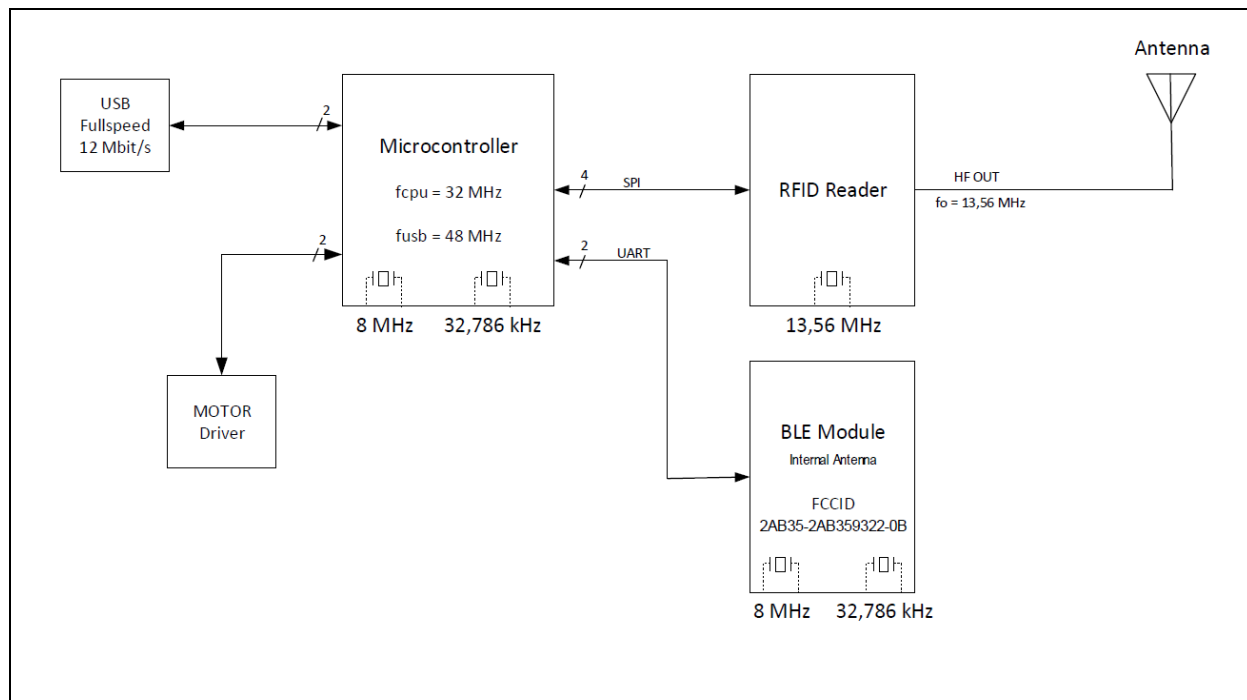 Antenna
USB
Fullspeed
12 Mbit/s
2
Microcontroller
fcpu = 32 MHz
fusb = 48 MHz
8 MHz
32,786 kHz
4
SPI
RFID Reader
13,56 MHz
HF OUT
fo = 13,56 MHz
2
UART
2
MOTOR
Driver
BLE Module
Internal Antenna
FCCID
2AB35-2AB359322-0B
8 MHz
32,786 kHz